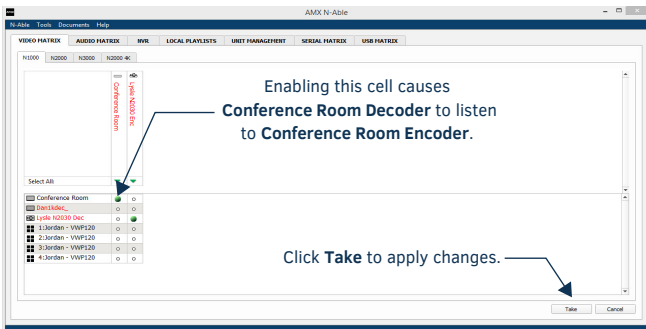 AMX N-Able
N-Able Tools Documents Help
VIDEO MATRIX AUDIO MATRIX NVR LOCAL PLAYLISTS UNIT MANAGEMENT SERIAL MATRIX USB MATRIX
N1000 N2000 N3000 N2000 4K
Conference Room
Lysle N2030 Enc
Enabling this cell causes
Conference Room Decoder to listen
to Conference Room Encoder.
Select All:
Conference Room
Dan1kdec_
Lysle N2030 Dec
1:Jordan - VWP120
2:Jordan - VWP120
3:Jordan - VWP120
4:Jordan - VWP120
Click Take to apply changes.
Take Cancel